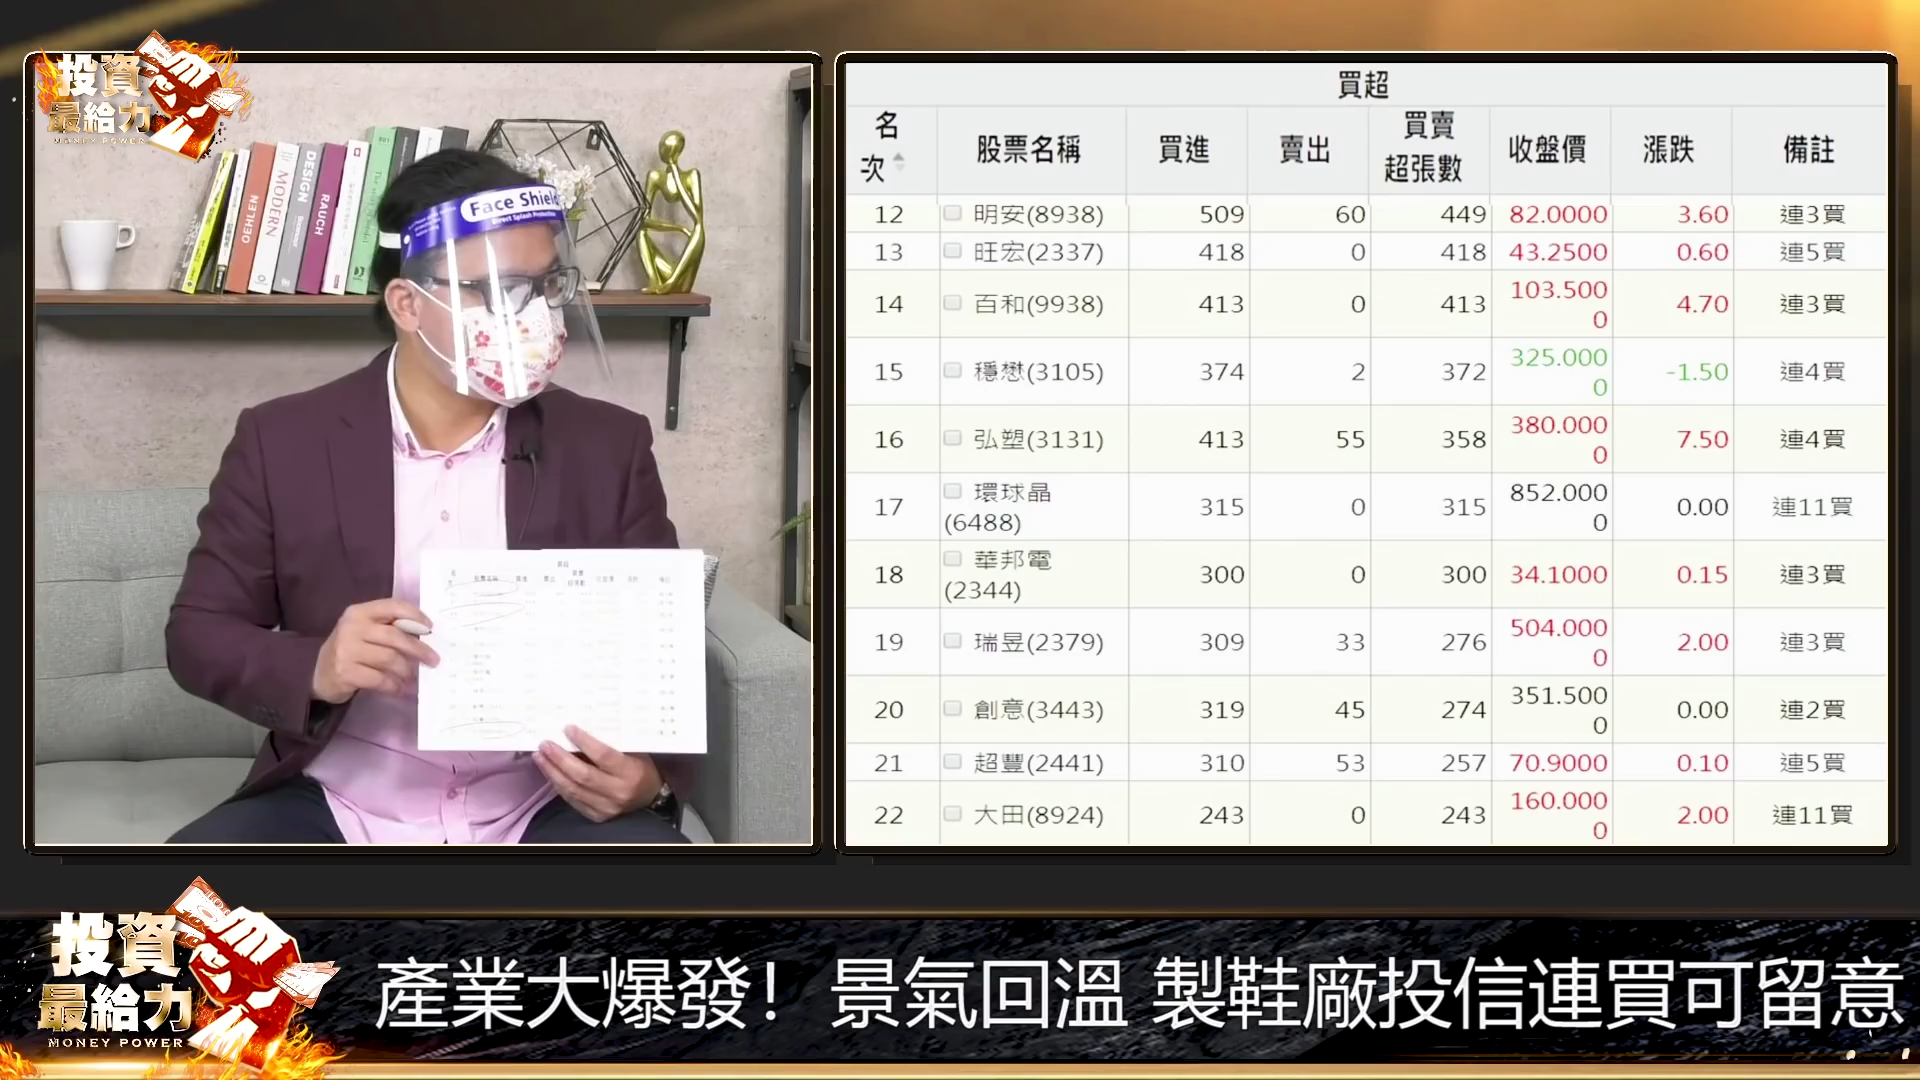 投資
最給力
MONEY POWER
OEHLEN
MODERN
DESIGN
RAUCH
Face Shield
Direct Splash Protection
買超
名次 股票名稱 買進 賣出 買賣超張數 收盤價 漲跌 備註
12 明安(8938) 509 60 449 82.0000 3.60 連3買
13 旺宏(2337) 418 0 418 43.2500 0.60 連5買
14 百和(9938) 413 0 413 103.5000 4.70 連3買
15 穩懋(3105) 374 2 372 325.0000 -1.50 連4買
16 弘塑(3131) 413 55 358 380.0000 7.50 連4買
17 環球晶(6488) 315 0 315 852.0000 0.00 連11買
18 華邦電(2344) 300 0 300 34.1000 0.15 連3買
19 瑞昱(2379) 309 33 276 504.0000 2.00 連3買
20 創意(3443) 319 45 274 351.5000 0.00 連2買
21 超豐(2441) 310 53 257 70.9000 0.10 連5買
22 大田(8924) 243 0 243 160.0000 2.00 連11買
投資
最給力
MONEY POWER
產業大爆發! 景氣回溫 製鞋廠投信連買可留意